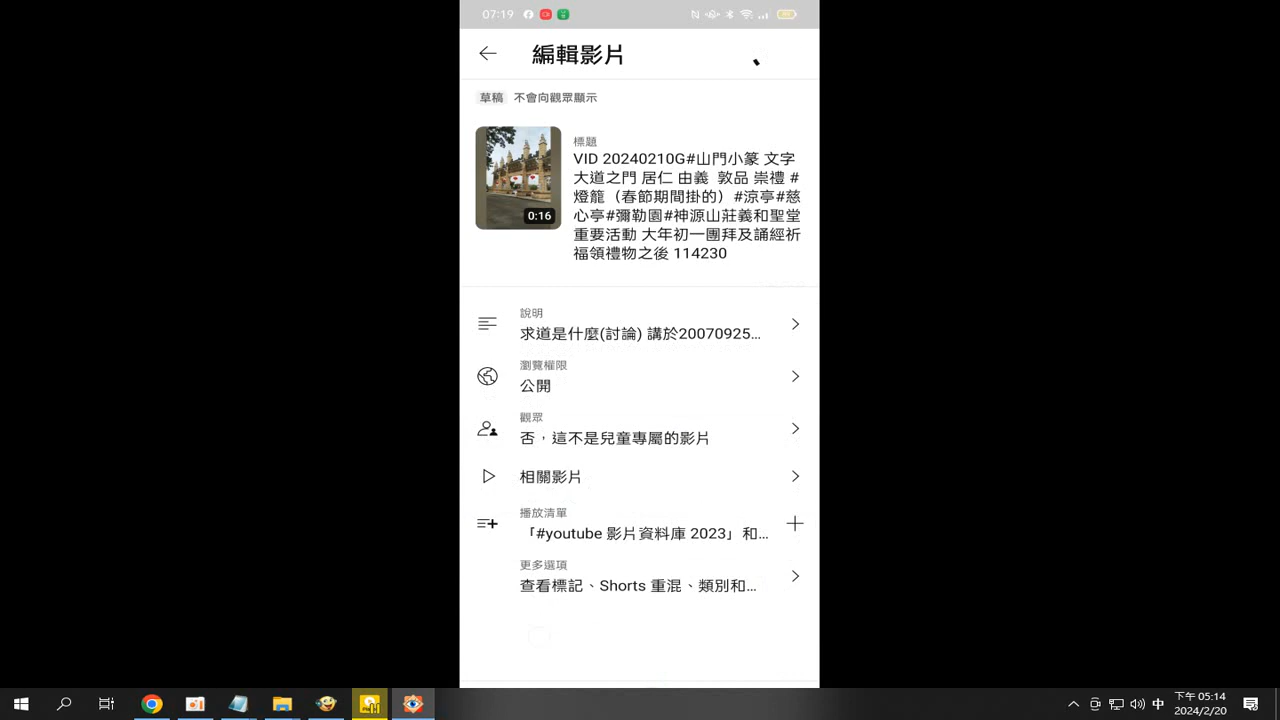 07:19
編輯影片
草稿 不會向觀眾顯示
標題
VID 20240210G#山門小篆 文字
大道之門 居仁 由義 敦品 崇禮 #
燈籠（春節期間掛的）#涼亭#慈
心亭#彌勒園#神源山莊義和聖堂
重要活動 大年初一團拜及誦經祈
福領禮物之後 114230
0:16
說明
求道是什麼(討論) 講於20070925...
瀏覽權限
公開
觀眾
否，這不是兒童專屬的影片
相關影片
播放清單
「#youtube 影片資料庫 2023」和...
更多選項
查看標記、Shorts 重混、類別和...
中
下午 05:14
2024/2/20